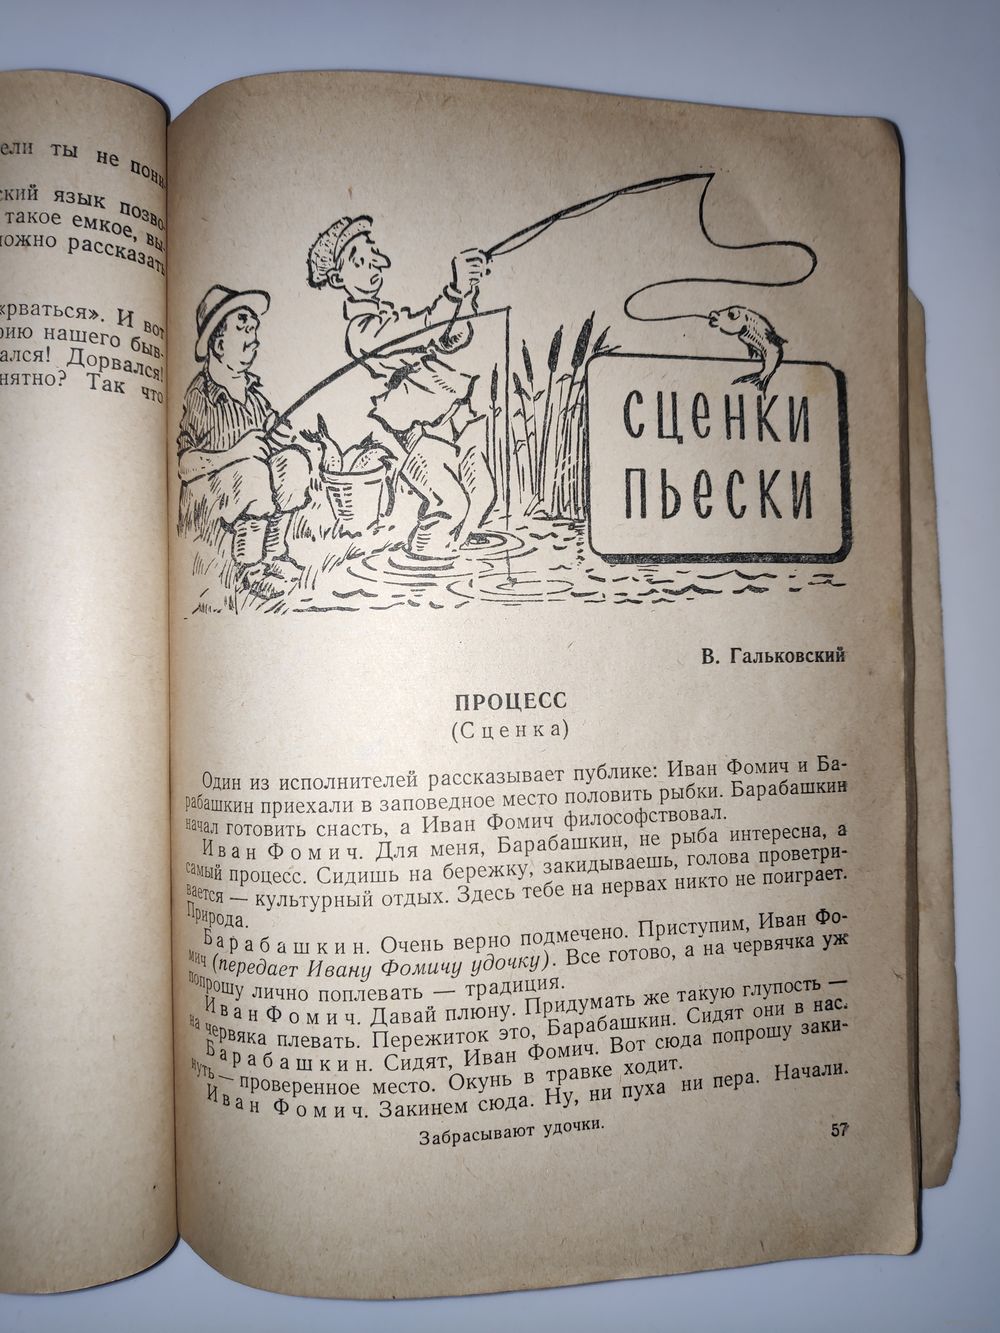 ели ты не пони-
ский язык позво-
такое емкое, вы-
можно рассказать
«рваться». И вот
рию нашего быв-
ался! Дорвался!
нятно? Так что
СЦЕНКИ
ПЬЕСКИ
В. Гальковский
ПРОЦЕСС
(Сценка)
Один из исполнителей рассказывает публике: Иван Фомич и Ба-
рабашкин приехали в заповедное место половить рыбки. Барабашкин
начал готовить снасть, а Иван Фомич философствовал.
Иван Фомич. Для меня, Барабашкин, не рыба интересна, а
самый процесс. Сидишь на бережку, закидываешь, голова проветри-
вается — культурный отдых. Здесь тебе на нервах никто не поиграет.
Природа.
Барабашкин. Очень верно подмечено. Приступим, Иван Фо-
мич (передает Ивану Фомичу удочку). Все готово, а на червячка уж
попрошу лично поплевать — традиция.
Иван Фомич. Давай плюну. Придумать же такую глупость —
на червяка плевать. Пережиток это, Барабашкин. Сидят они в нас.
Барабашкин. Сидят, Иван Фомич. Вот сюда попрошу заки-
нуть — проверенное место. Окунь в травке ходит.
Иван Фомич. Закинем сюда. Ну, ни пуха ни пера. Начали.
Забрасывают удочки.
57